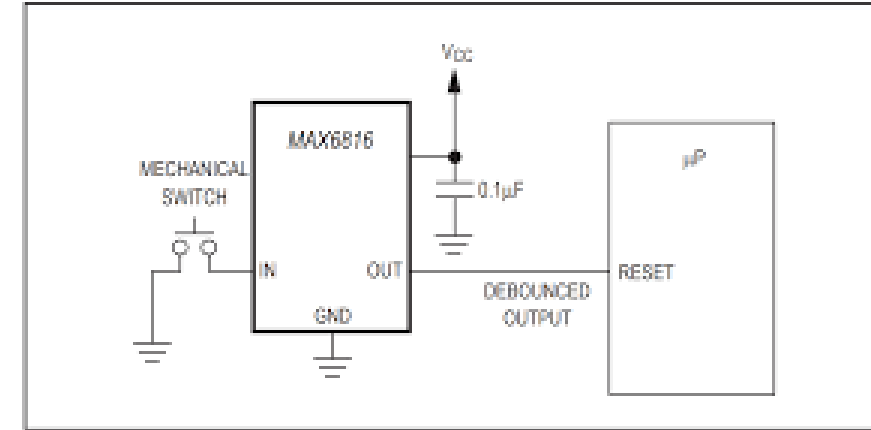 VCC
MAX6816
µP
MECHANICAL
SWITCH
0.1µF
IN
OUT
RESET
DEBOUNCED
OUTPUT
GND